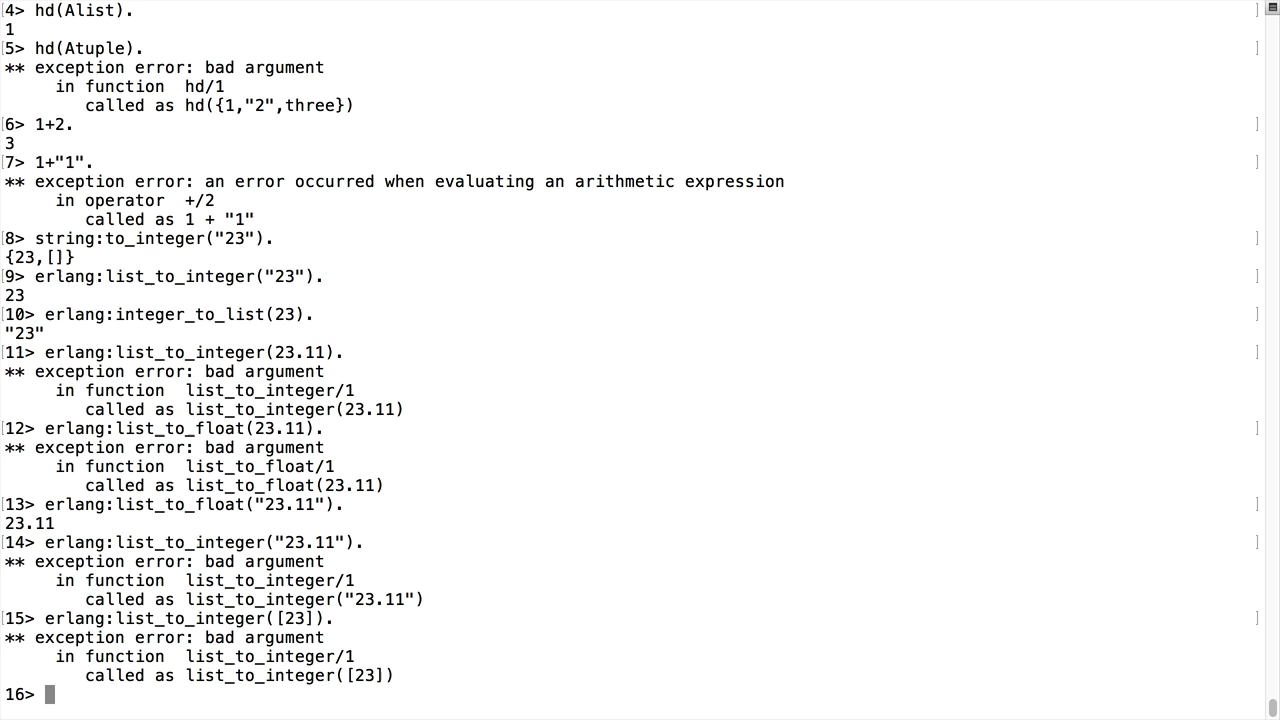 [4> hd(Alist). ]
1
[5> hd(Atuple). ]
** exception error: bad argument
     in function  hd/1
        called as hd({1,"2",three})
[6> 1+2. ]
3
[7> 1+"1". ]
** exception error: an error occurred when evaluating an arithmetic expression
     in operator  +/2
        called as 1 + "1"
[8> string:to_integer("23"). ]
{23,[]}
[9> erlang:list_to_integer("23"). ]
23
[10> erlang:integer_to_list(23). ]
"23"
[11> erlang:list_to_integer(23.11). ]
** exception error: bad argument
     in function  list_to_integer/1
        called as list_to_integer(23.11)
[12> erlang:list_to_float(23.11). ]
** exception error: bad argument
     in function  list_to_float/1
        called as list_to_float(23.11)
[13> erlang:list_to_float("23.11"). ]
23.11
[14> erlang:list_to_integer("23.11"). ]
** exception error: bad argument
     in function  list_to_integer/1
        called as list_to_integer("23.11")
[15> erlang:list_to_integer([23]). ]
** exception error: bad argument
     in function  list_to_integer/1
        called as list_to_integer([23])
16>